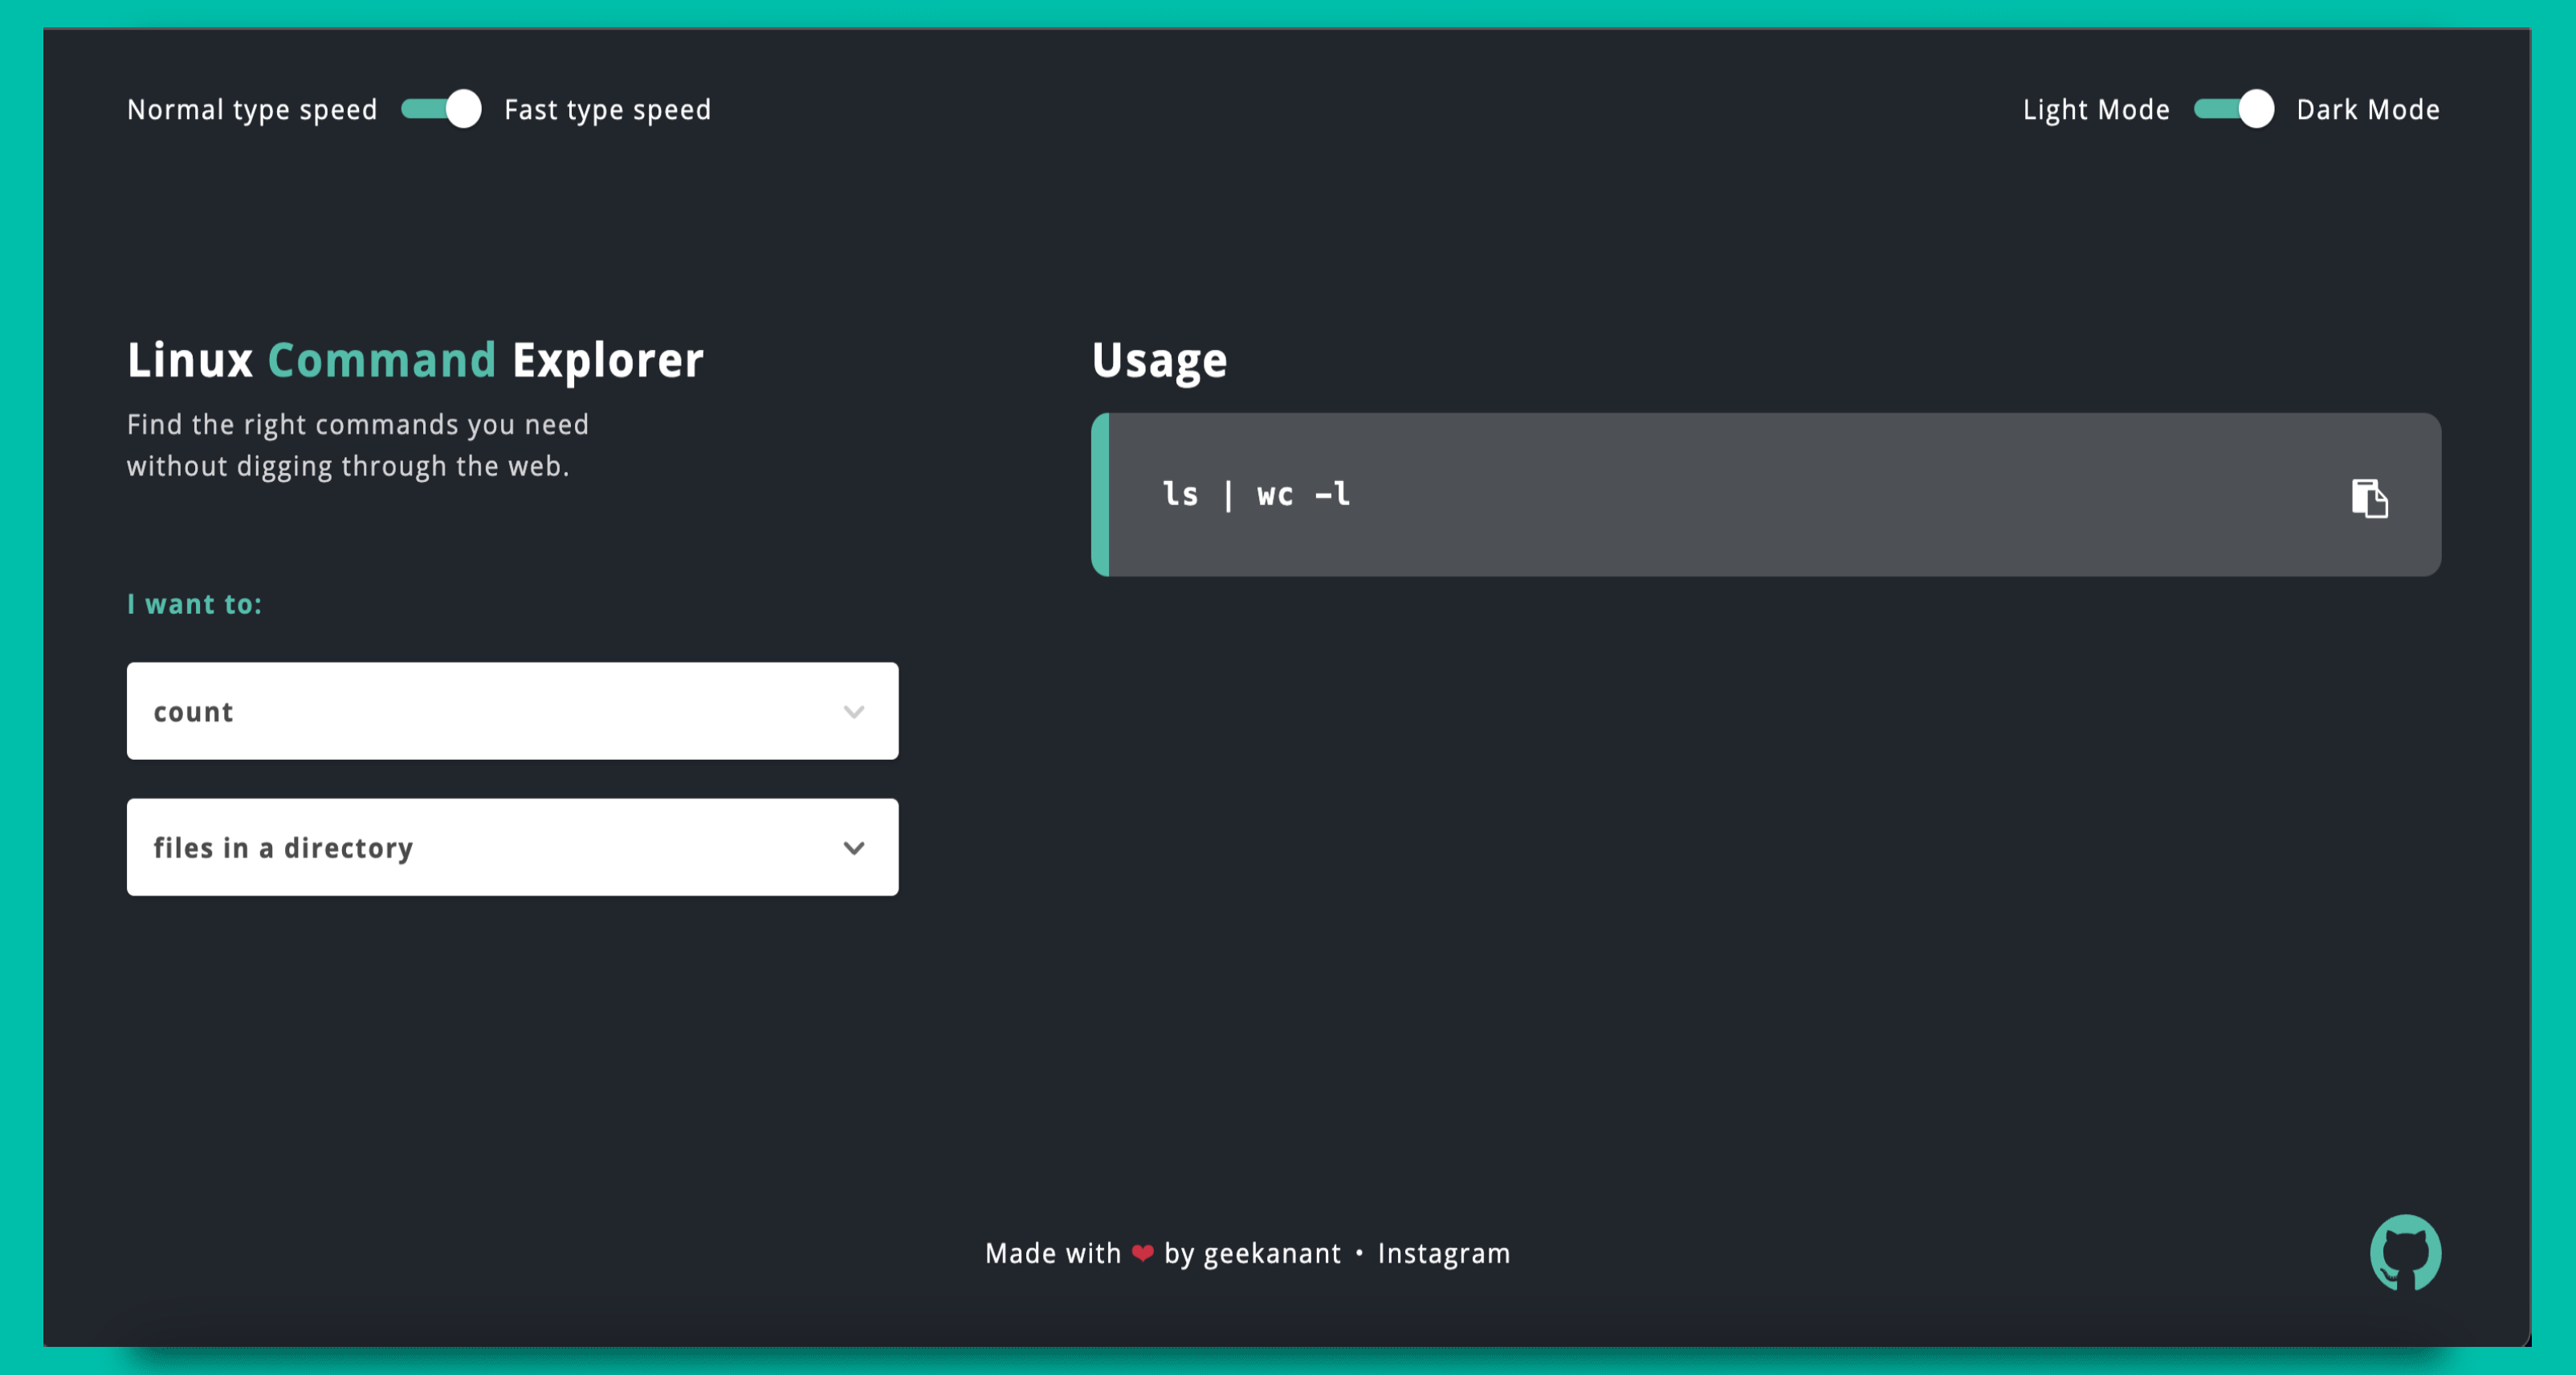 Normal type speed Fast type speed
Light Mode Dark Mode
Linux Command Explorer
Find the right commands you need
without digging through the web.
I want to:
count
files in a directory
Usage
ls | wc -l
Made with ❤ by geekanant • Instagram